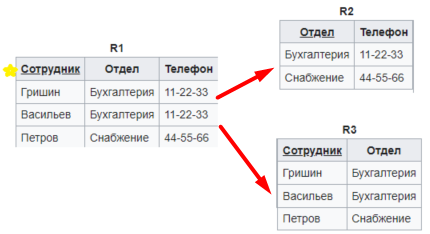 R1
Сотрудник Отдел Телефон
Гришин Бухгалтерия 11-22-33
Васильев Бухгалтерия 11-22-33
Петров Снабжение 44-55-66
R2
Отдел Телефон
Бухгалтерия 11-22-33
Снабжение 44-55-66
R3
Сотрудник Отдел
Гришин Бухгалтерия
Васильев Бухгалтерия
Петров Снабжение